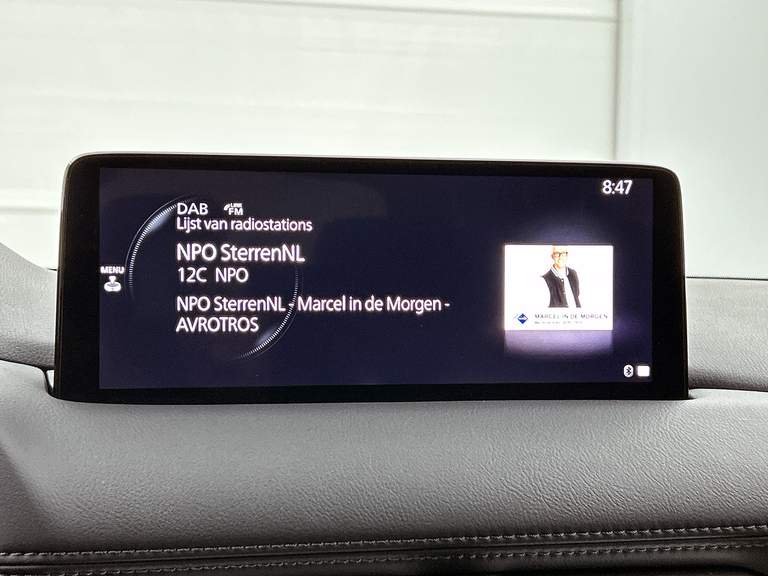 8:47
DAB LINK FM
Lijst van radiostations
NPO SterrenNL
12C NPO
MENU
NPO SterrenNL - Marcel in de Morgen -
AVROTROS
MARCEL IN DE MORGEN